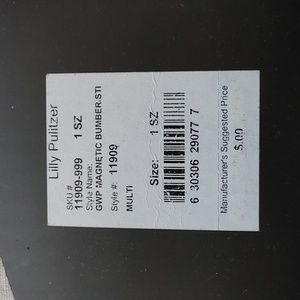 Lilly Pulitzer
SKU #
11909-999 1 SZ
Style Name:
GWP MAGNETIC BUMBER.STI
Style #: 11909
MULTI
Size: 1 SZ
6 30306 29077 7
Manufacturer's Suggested Price
$.00